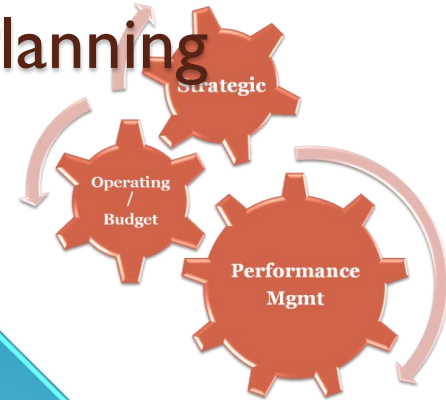 lanning
Strategic
Operating
/
Budget
Performance
Mgmt